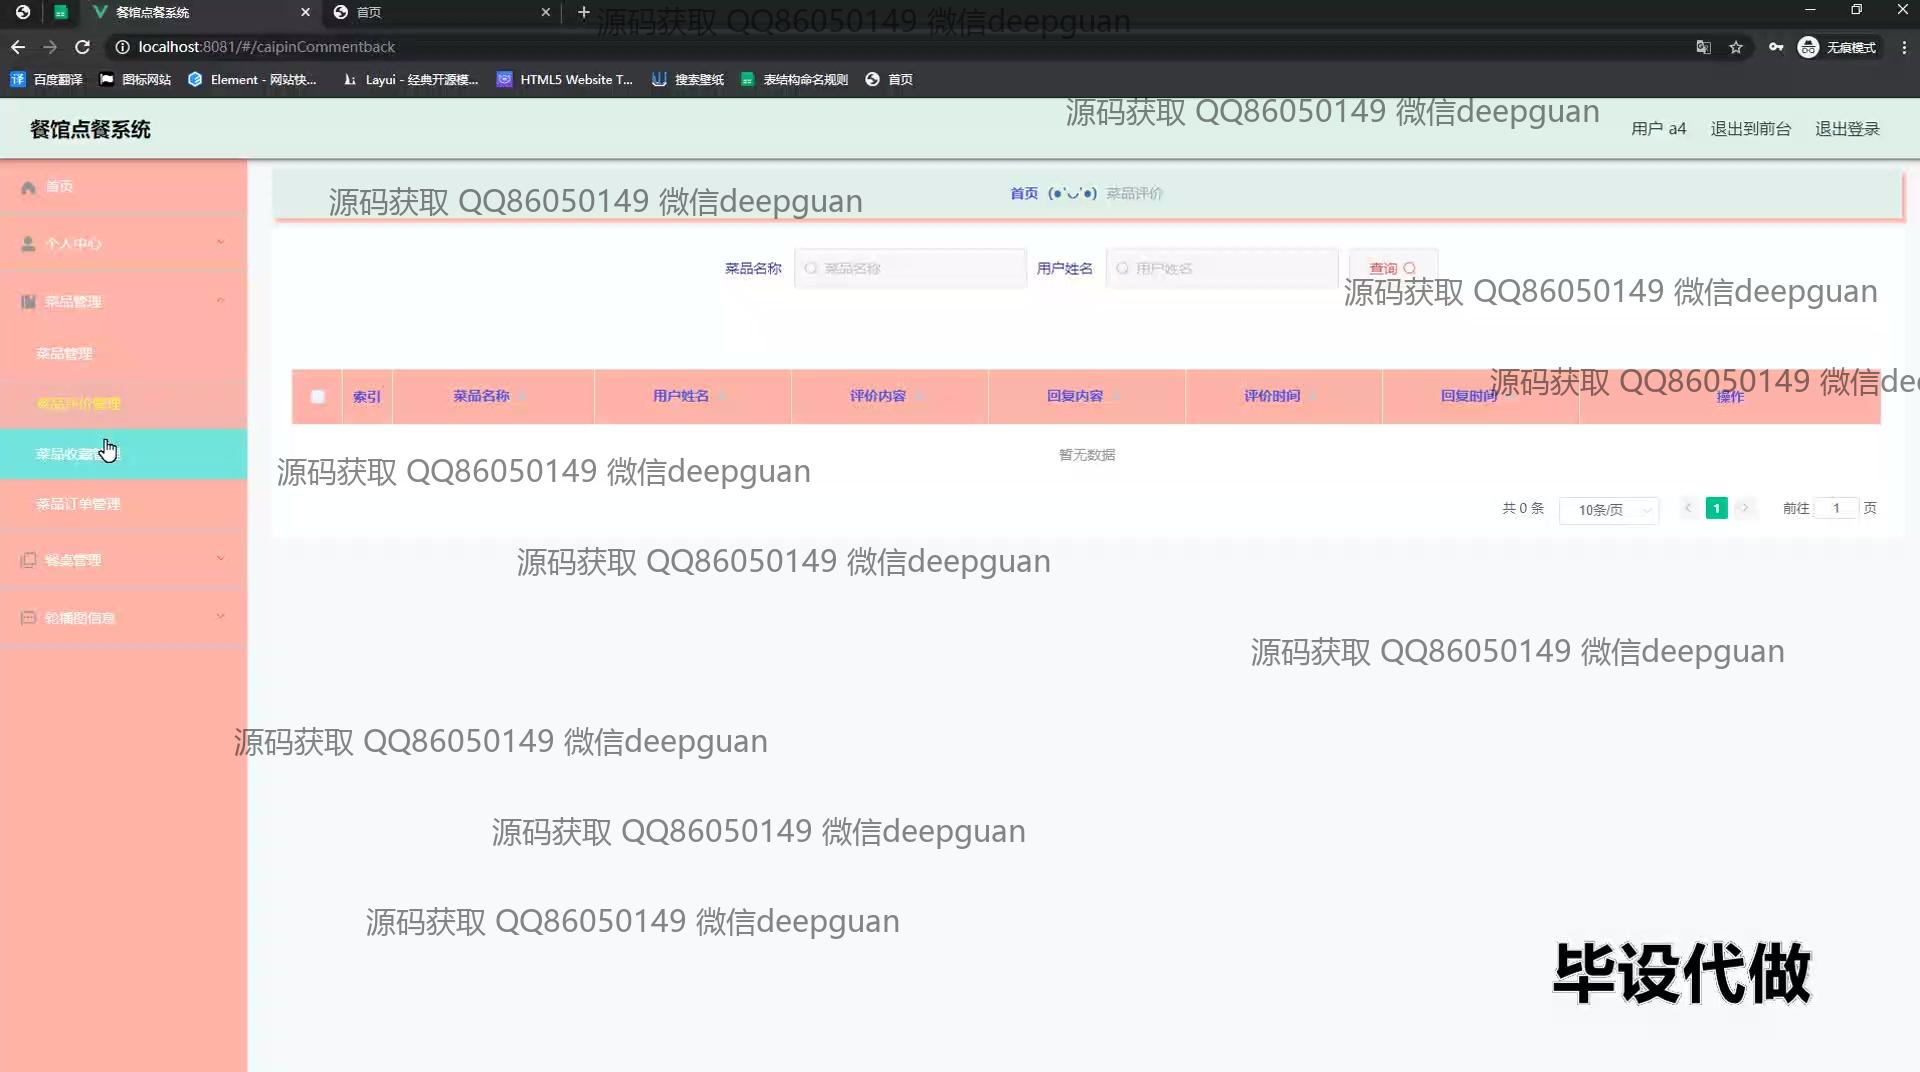 餐馆点餐系统
首页
源码获取 QQ86050149 微信deepguan
localhost:8081/#/caipinCommentback
无痕模式
百度翻译 图标网站 Element - 网站快... Layui - 经典开源模... HTML5 Website T... 搜索壁纸 表结构命名规则 首页
源码获取 QQ86050149 微信deepguan
餐馆点餐系统 用户 a4 退出到前台 退出登录
首页
源码获取 QQ86050149 微信deepguan
首页 (●'◡'●) 菜品评价
个人中心
菜品名称 菜品名称 用户姓名 用户姓名 查询
源码获取 QQ86050149 微信deepguan
菜品管理
菜品管理
源码获取 QQ86050149 微信de
索引 菜品名称 用户姓名 评价内容 回复内容 评价时间 回复时间 操作
菜品评价管理
菜品收藏管理
暂无数据
源码获取 QQ86050149 微信deepguan
菜品订单管理
共 0 条 10条/页 1 前往 1 页
餐桌管理
源码获取 QQ86050149 微信deepguan
轮播图信息
源码获取 QQ86050149 微信deepguan
源码获取 QQ86050149 微信deepguan
源码获取 QQ86050149 微信deepguan
源码获取 QQ86050149 微信deepguan
毕设代做